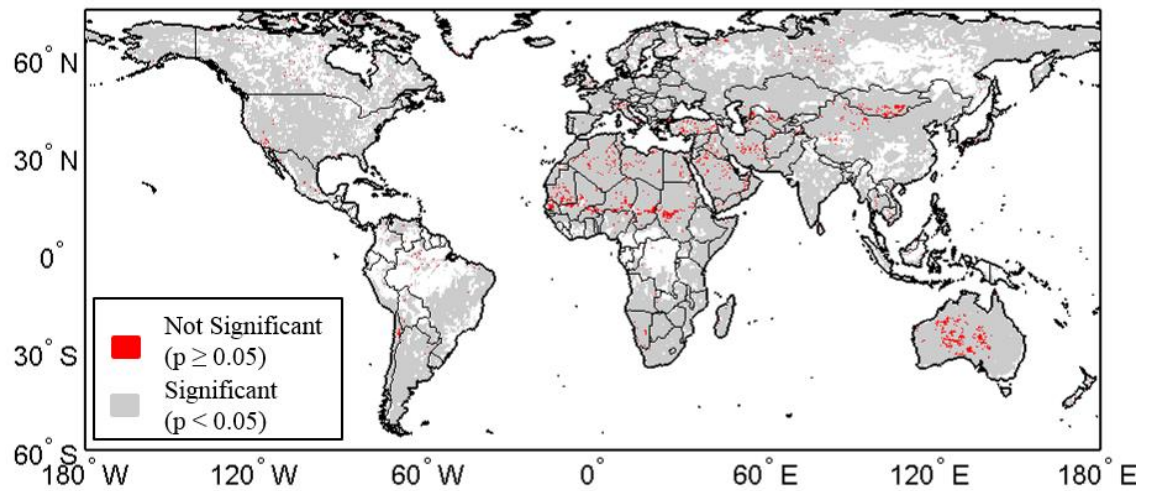 60° N
30° N
0°
30° S
60° S
Not Significant
(p ≥ 0.05)
Significant
(p < 0.05)
180° W 120° W 60° W 0° 60° E 120° E 180° E